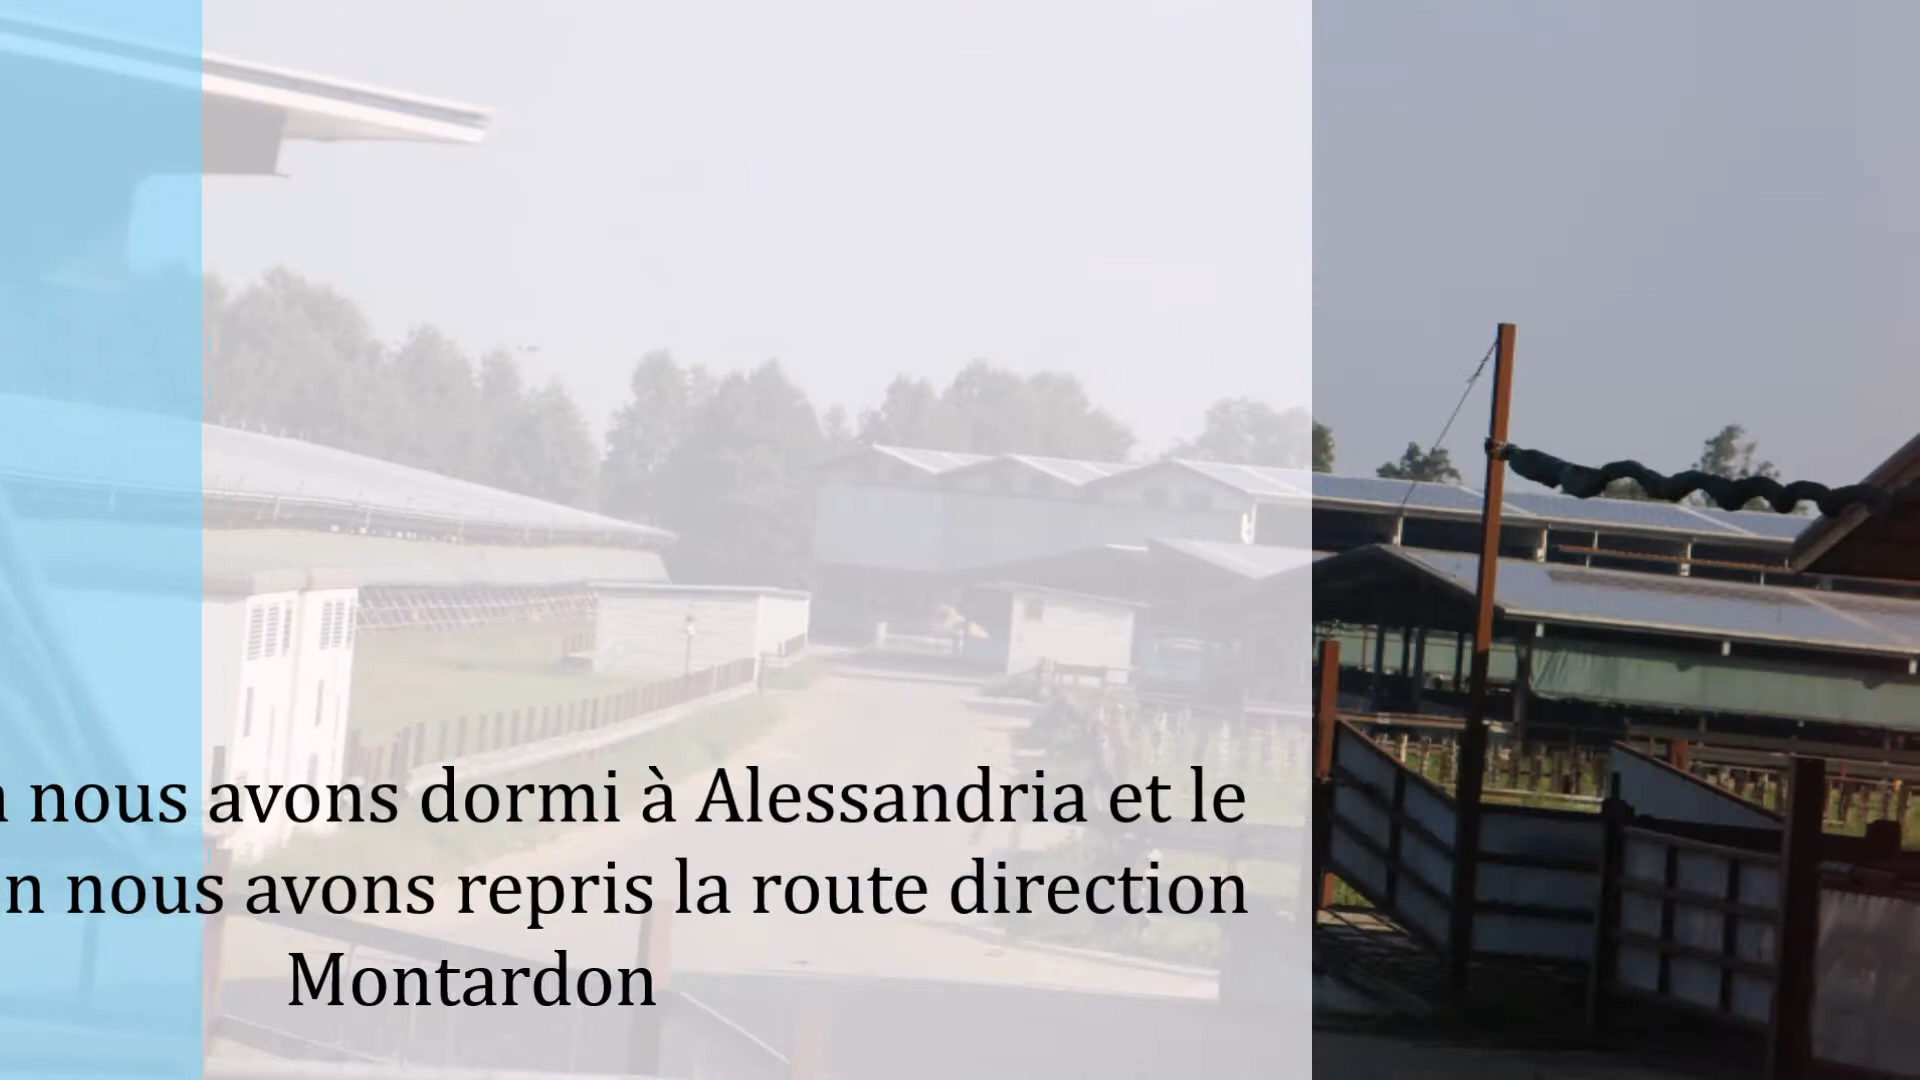 nous avons dormi à Alessandria et le
n nous avons repris la route direction
Montardon